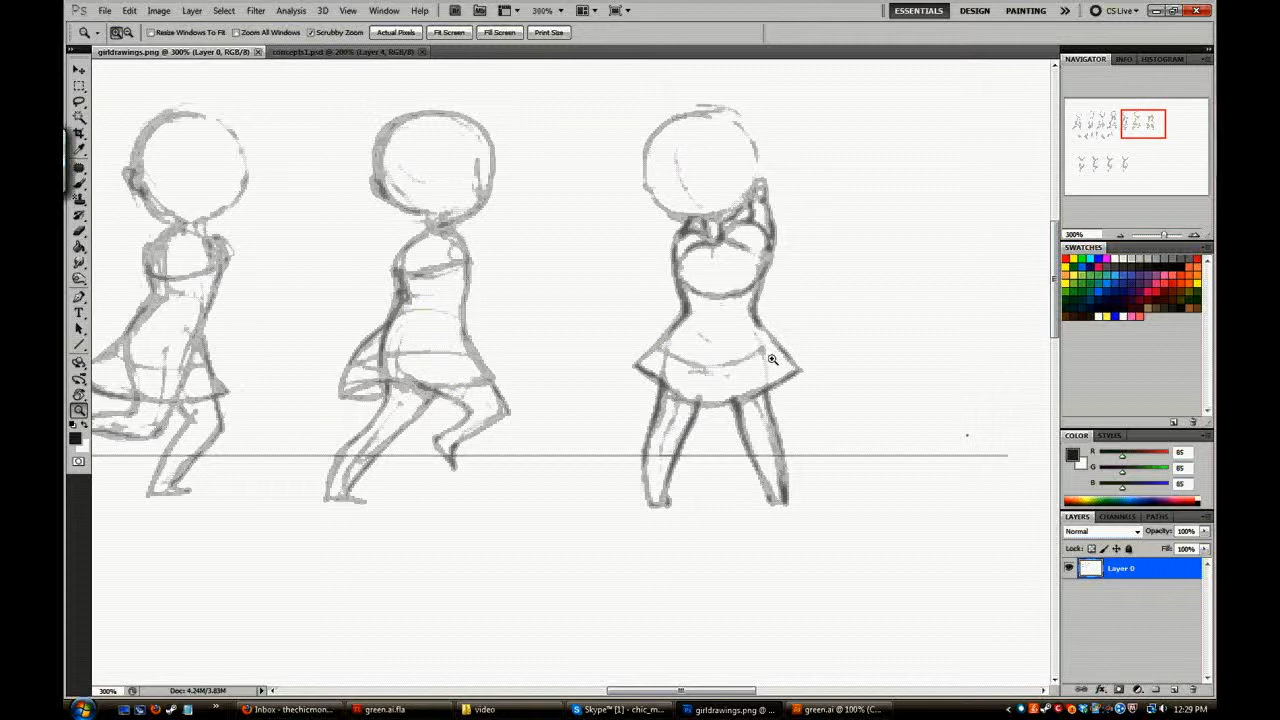 Ps File Edit Image Layer Select Filter Analysis 3D View Window Help Br Mb 300% ESSENTIALS DESIGN PAINTING CS Live
Resize Windows To Fit Zoom All Windows Scrubby Zoom Actual Pixels Fit Screen Fill Screen Print Size
girldrawings.png @ 300% (Layer 0, RGB/8) concepts1.psd @ 200% (Layer 4, RGB/8)
NAVIGATOR INFO HISTOGRAM
300%
SWATCHES
COLOR STYLES
R 85
G 85
B 85
LAYERS CHANNELS PATHS
Normal Opacity: 100%
Lock: Fill: 100%
Layer 0
300% Doc: 4.24M/3.83M
Inbox - thechicmon... green.ai.fla video Skype™ [1] - chic_m... girldrawings.png @ ... green.ai @ 100% (C... 12:29 PM